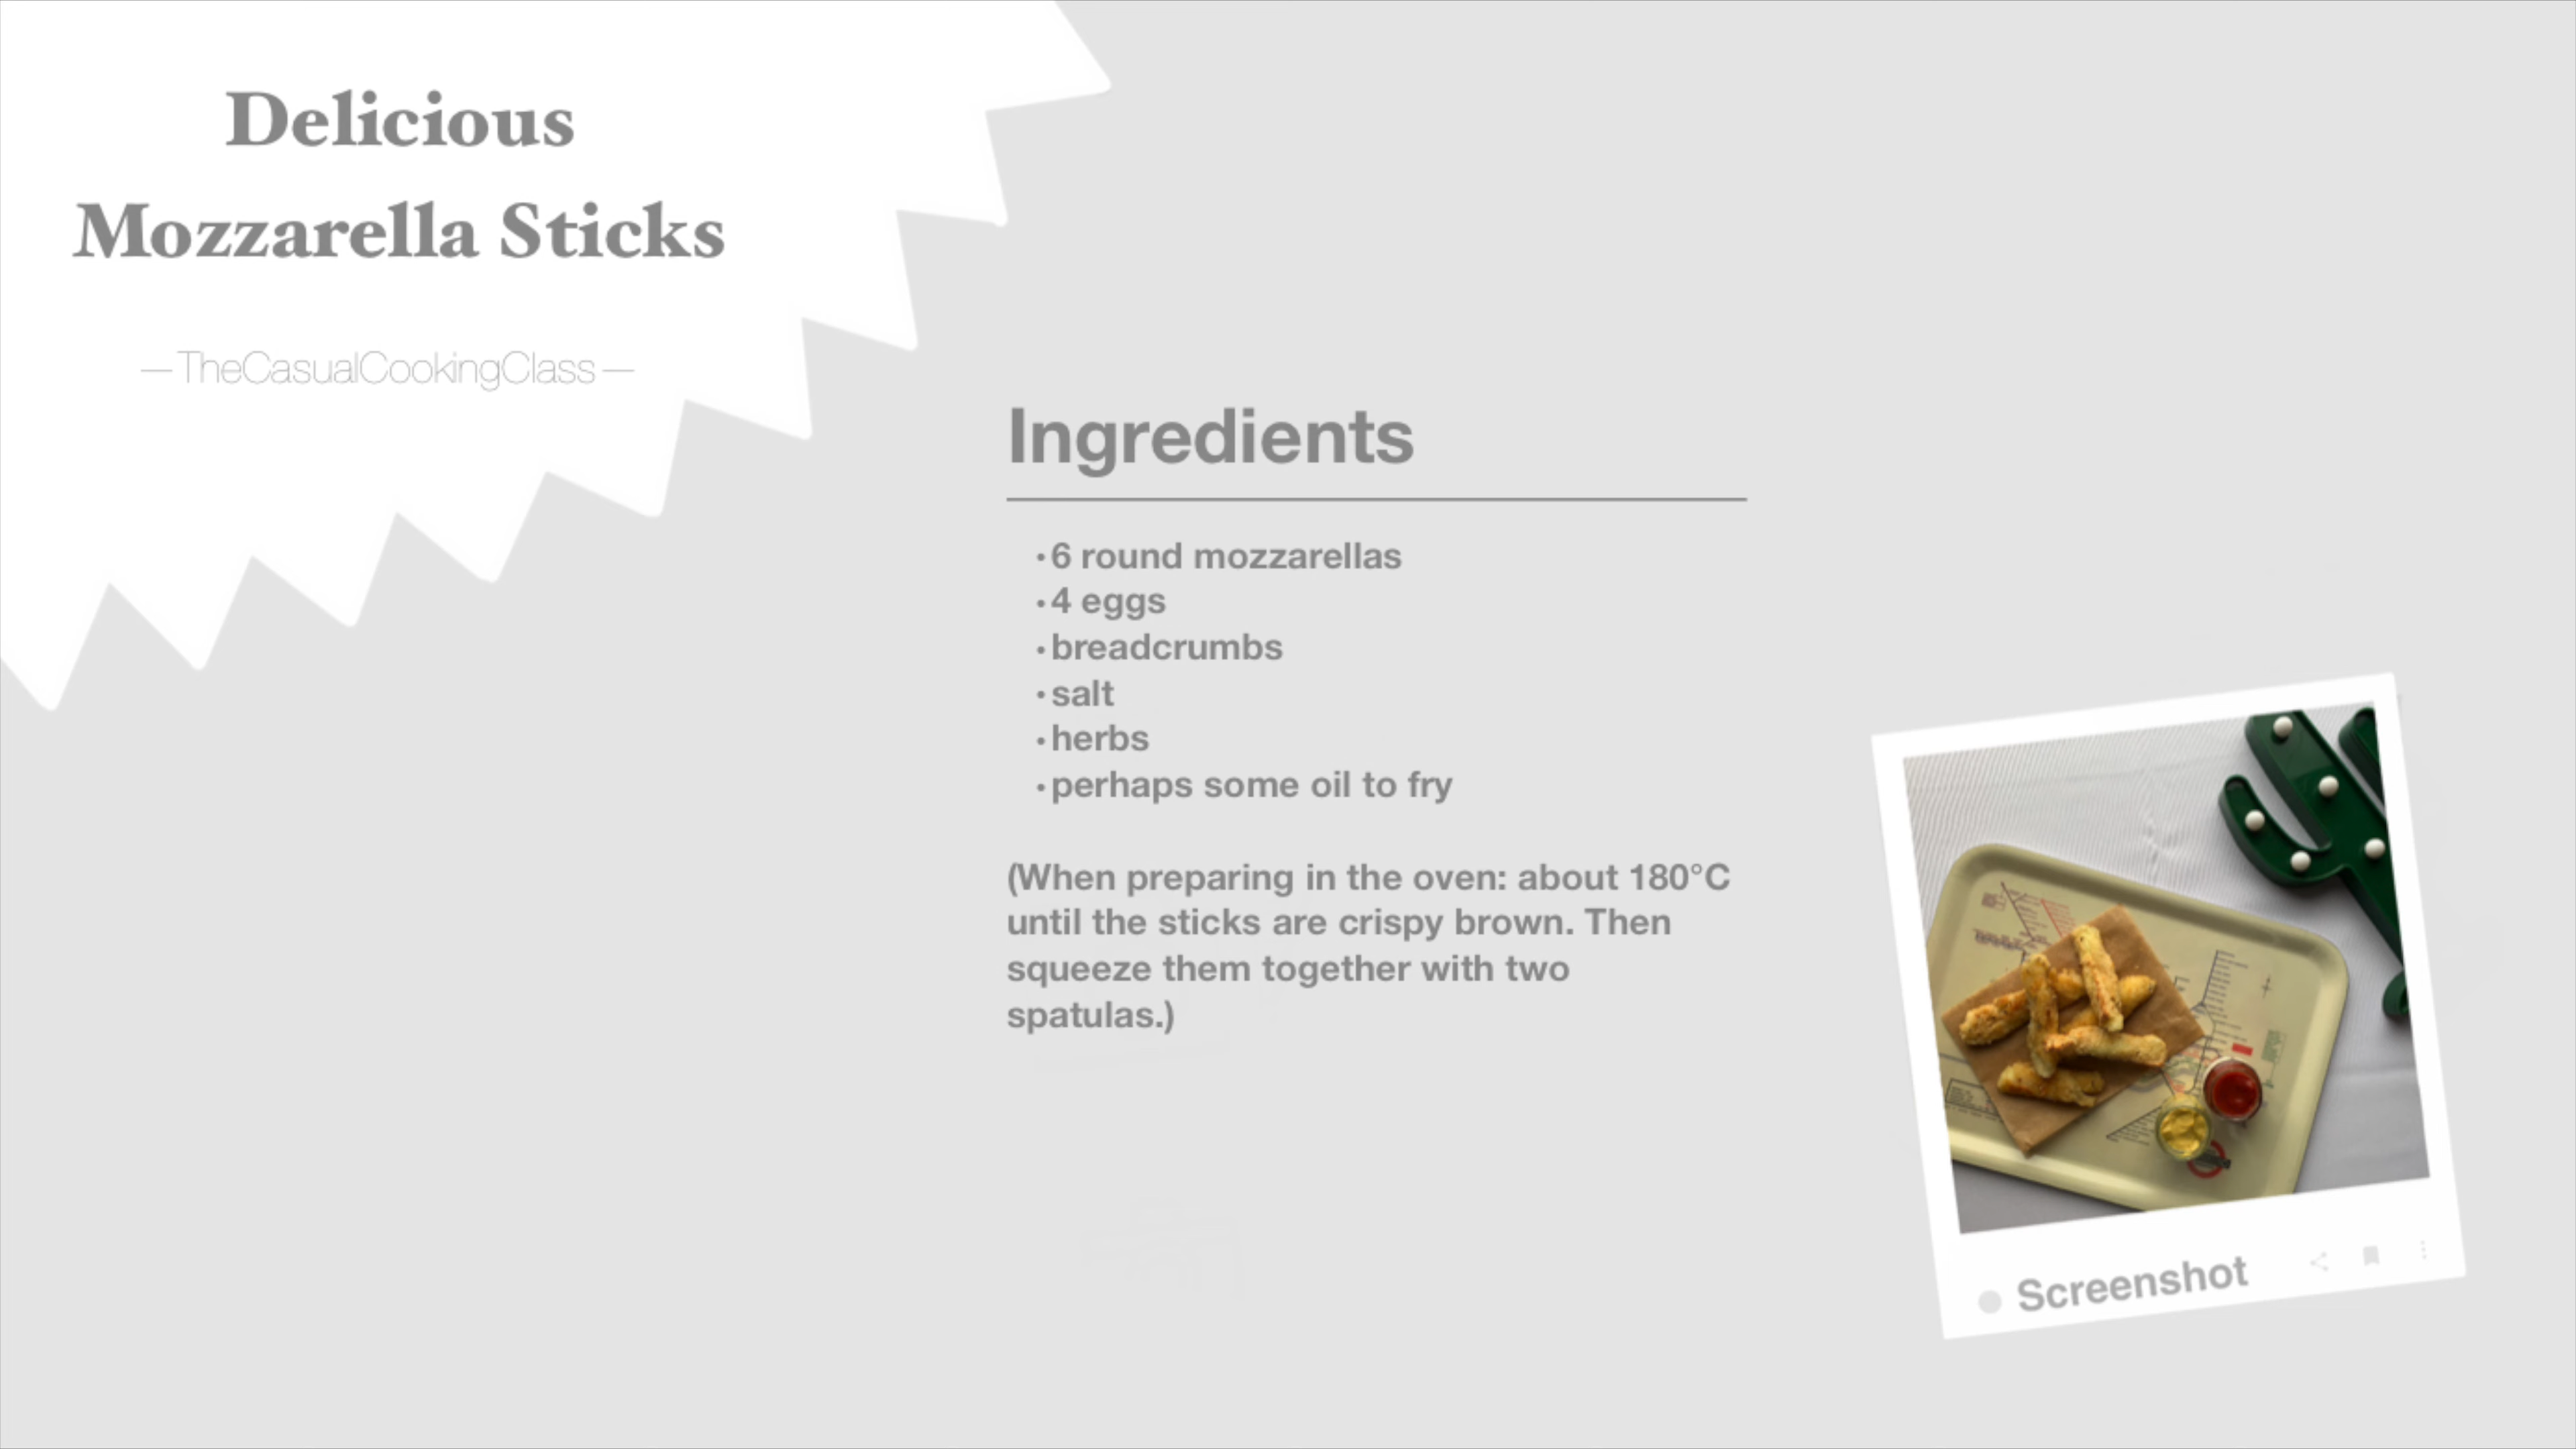 Delicious
Mozzarella Sticks
—TheCasualCookingClass—
Ingredients
•6 round mozzarellas
•4 eggs
•breadcrumbs
•salt
•herbs
•perhaps some oil to fry
(When preparing in the oven: about 180°C
until the sticks are crispy brown. Then
squeeze them together with two
spatulas.)
Screenshot